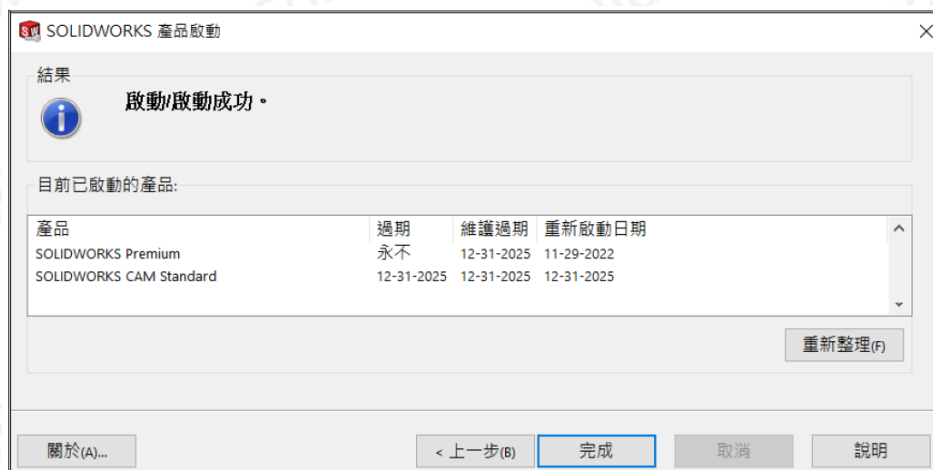 SOLIDWORKS 產品啟動
結果
啟動/啟動成功。
目前已啟動的產品:
產品 過期 維護過期 重新啟動日期
SOLIDWORKS Premium 永不 12-31-2025 11-29-2022
SOLIDWORKS CAM Standard 12-31-2025 12-31-2025 12-31-2025
重新整理(F)
關於(A)... < 上一步(B) 完成 取消 說明